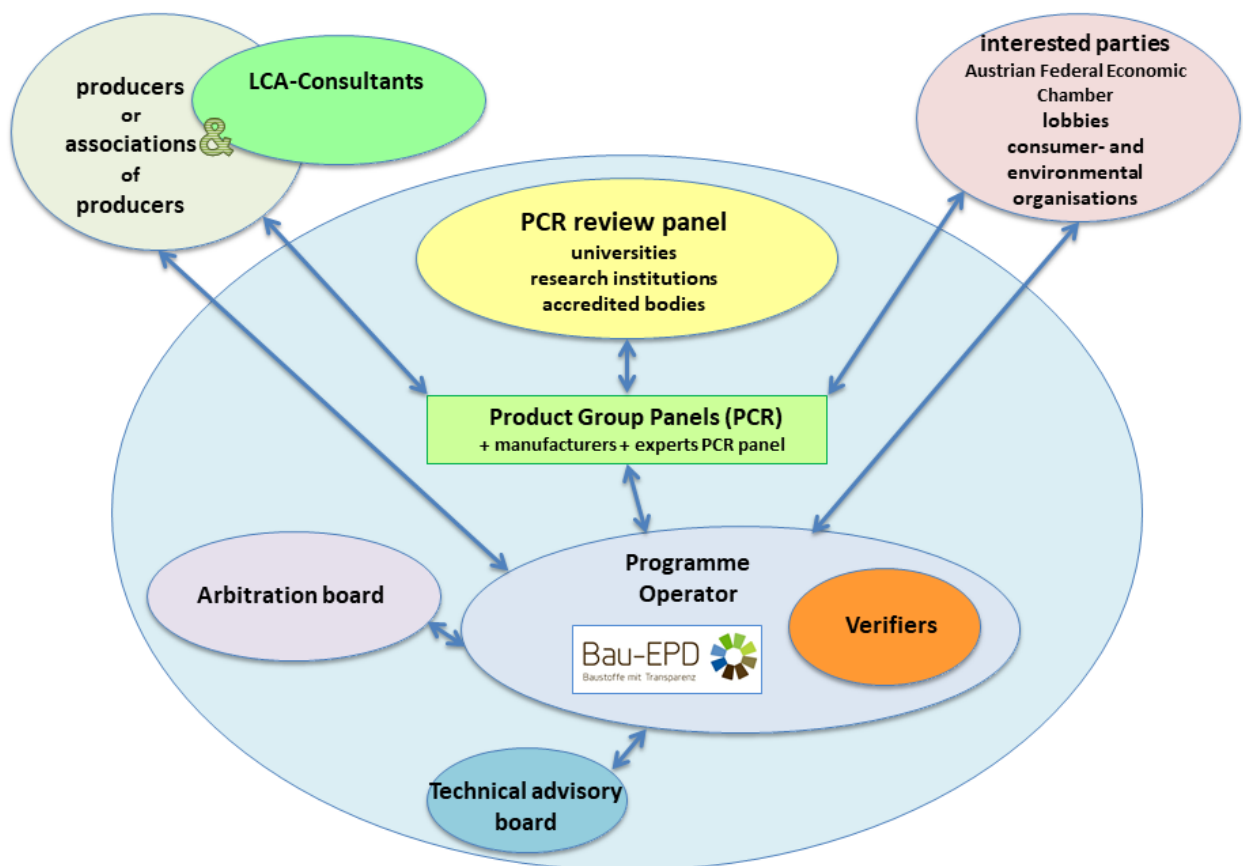 producers
or
associations
of
producers
&
LCA-Consultants
interested parties
Austrian Federal Economic
Chamber
lobbies
consumer- and
environmental
organisations
PCR review panel
universities
research institutions
accredited bodies
Product Group Panels (PCR)
+ manufacturers + experts PCR panel
Programme
Operator
Bau-EPD
Baustoffe mit Transparenz
Verifiers
Arbitration board
Technical advisory
board